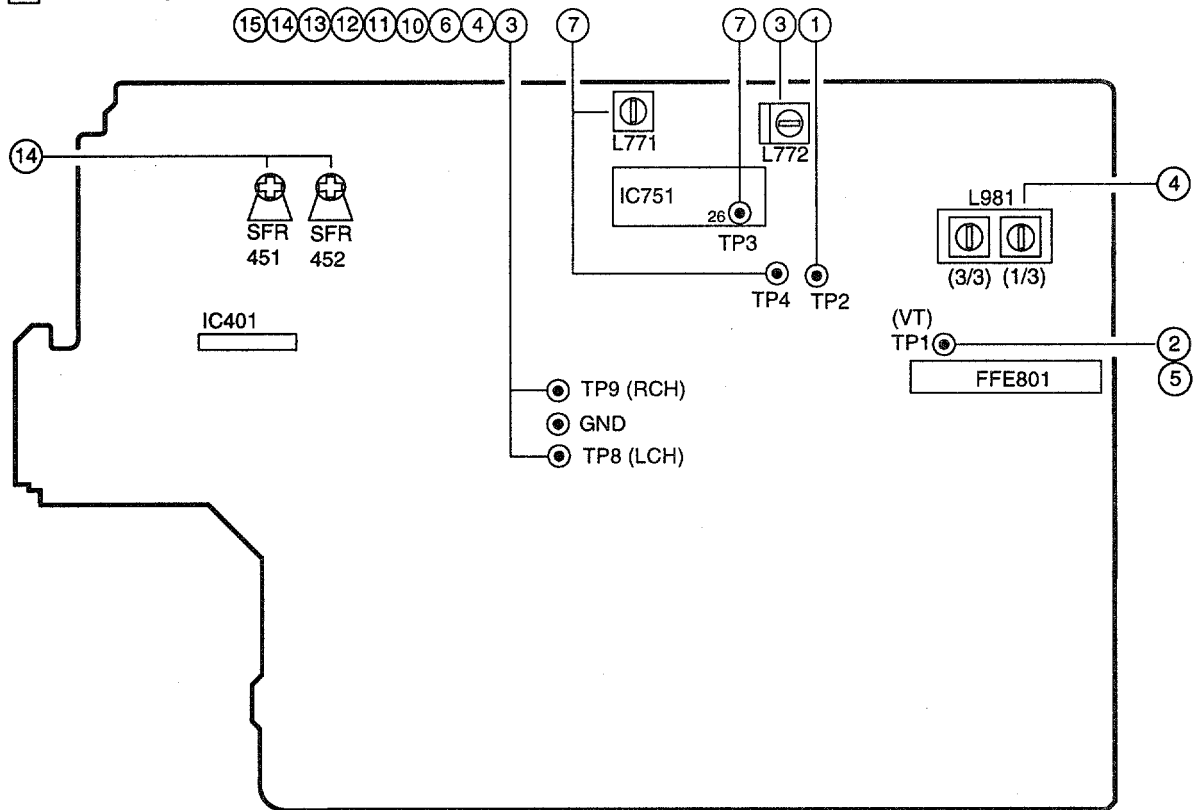 15 14 13 12 11 10 6 4 3 7 7 3 1
L771
L772
14
IC751
26
TP3
4
L981
SFR
451
SFR
452
(3/3) (1/3)
TP4 TP2
IC401
(VT)
TP1
2
FFE801
5
TP9 (RCH)
GND
TP8 (LCH)